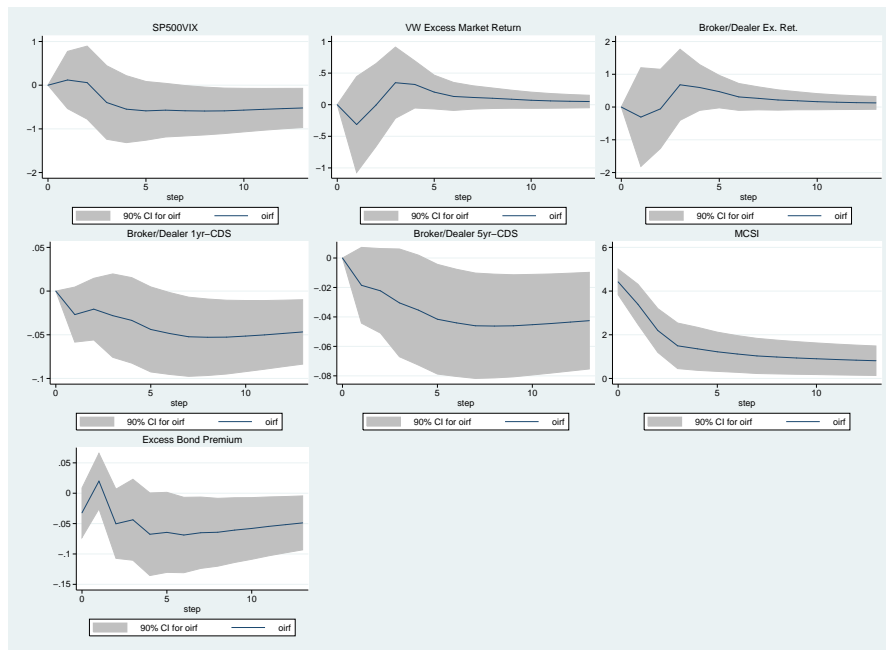 SP500VIX
1
0
−1
−2
0
5
10
step
90% CI for oirf
oirf
VW Excess Market Return
1
.5
0
−.5
−1
0
5
10
step
90% CI for oirf
oirf
Broker/Dealer Ex. Ret.
2
1
0
−1
−2
0
5
10
step
90% CI for oirf
oirf
Broker/Dealer 1yr−CDS
.05
0
−.05
−.1
0
5
10
step
90% CI for oirf
oirf
Broker/Dealer 5yr−CDS
0
−.02
−.04
−.06
−.08
0
5
10
step
90% CI for oirf
oirf
MCSI
6
4
2
0
0
5
10
step
90% CI for oirf
oirf
Excess Bond Premium
.05
0
−.05
−.1
−.15
0
5
10
step
90% CI for oirf
oirf